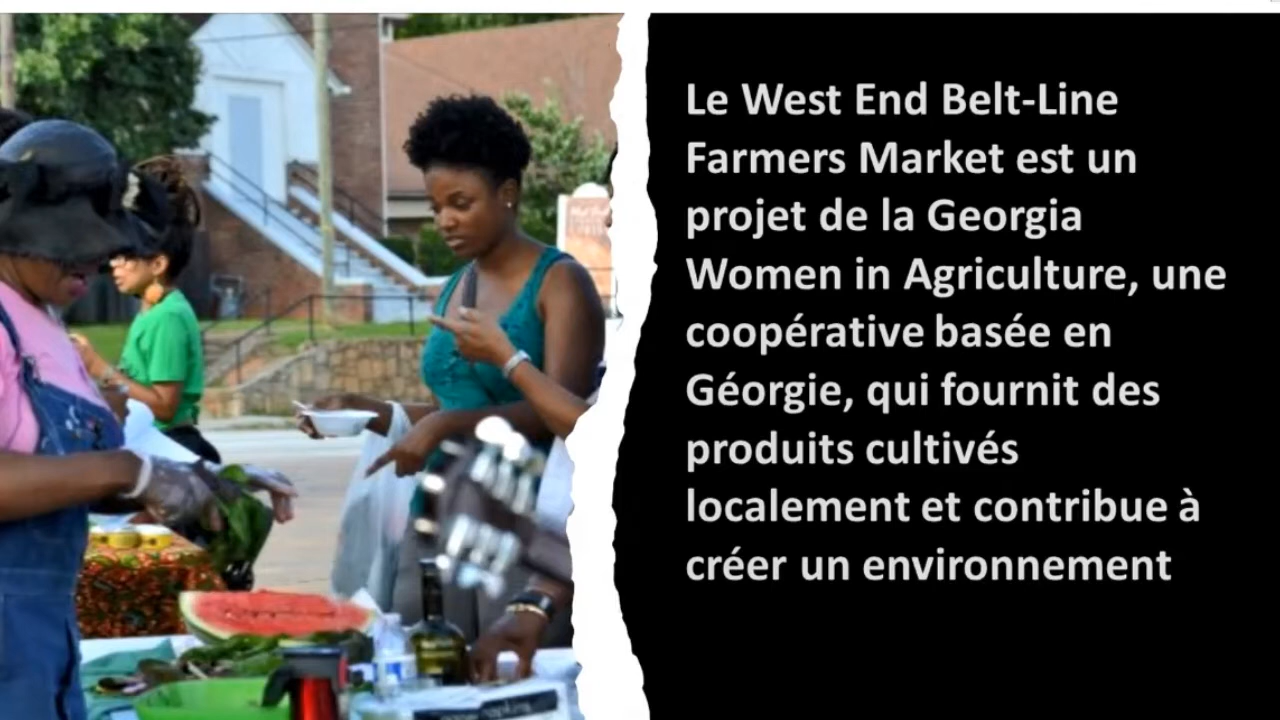 Le West End Belt-Line
Farmers Market est un
projet de la Georgia
Women in Agriculture, une
coopérative basée en
Géorgie, qui fournit des
produits cultivés
localement et contribue à
créer un environnement